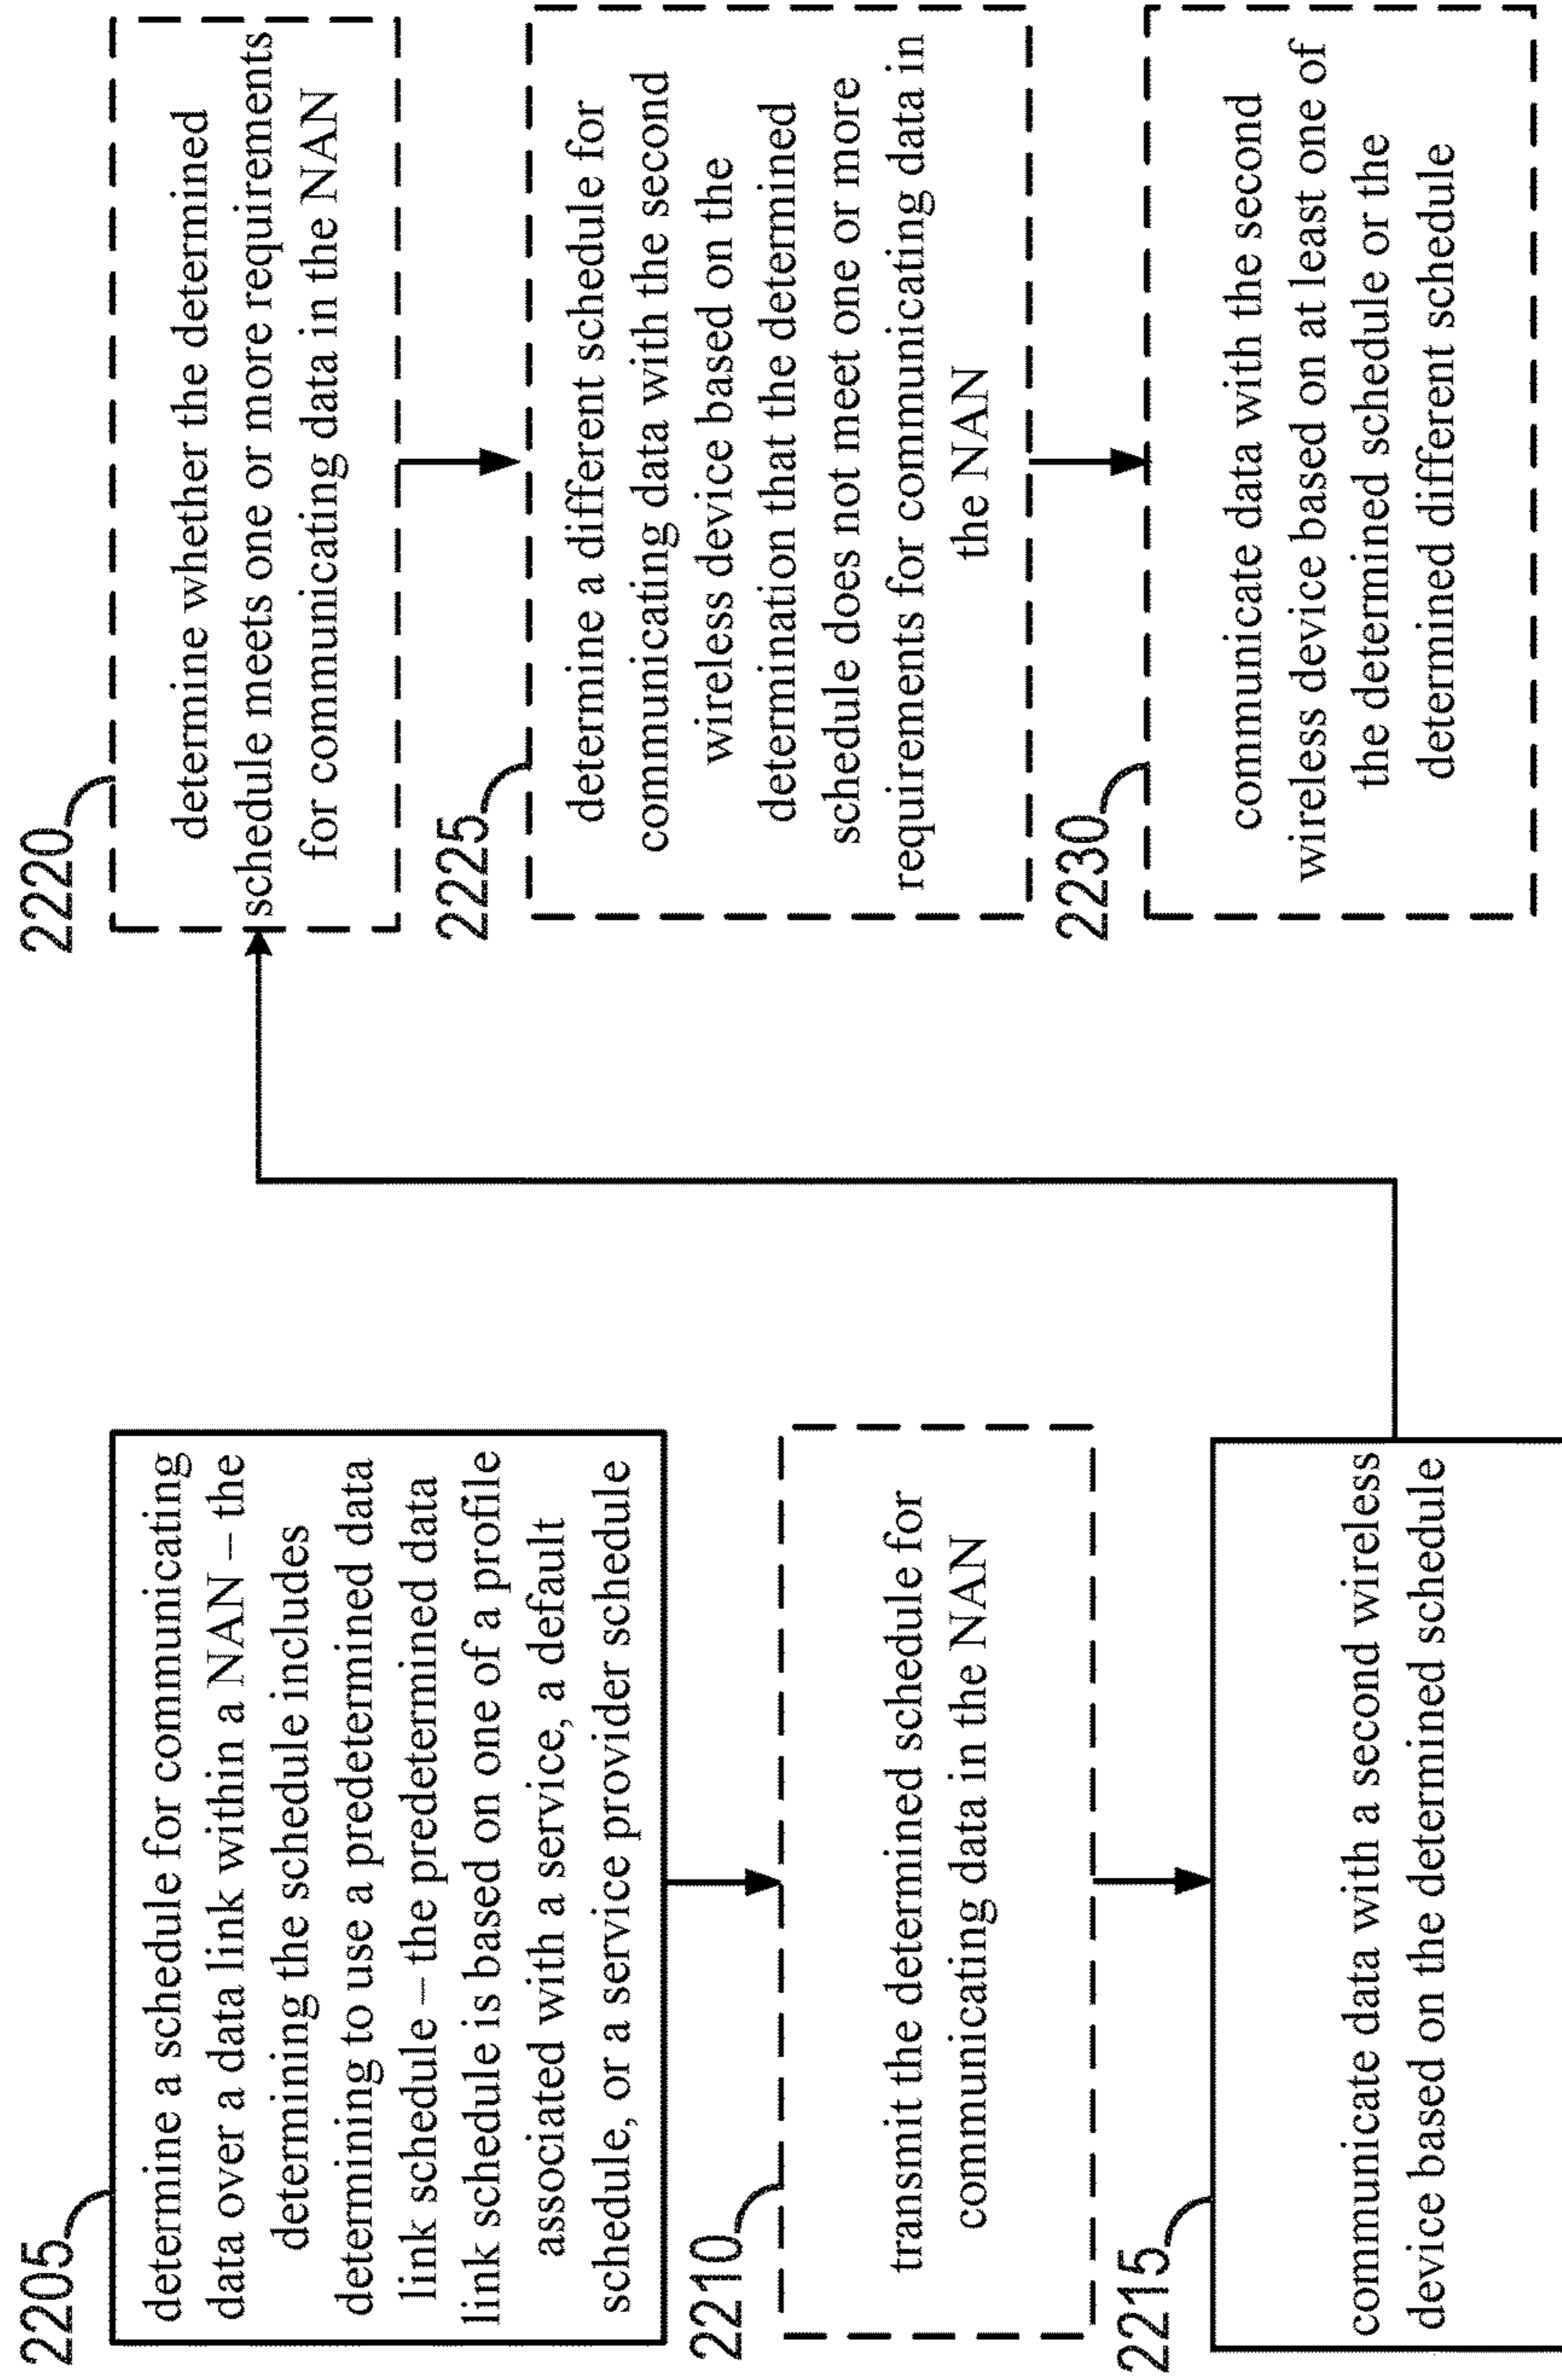 2205
determine a schedule for communicating
data over a data link within a NAN – the
determining the schedule includes
determining to use a predetermined data
link schedule – the predetermined data
link schedule is based on one of a profile
associated with a service, a default
schedule, or a service provider schedule
2210
transmit the determined schedule for
communicating data in the NAN
2215
communicate data with a second wireless
device based on the determined schedule
2220
determine whether the determined
schedule meets one or more requirements
for communicating data in the NAN
2225
determine a different schedule for
communicating data with the second
wireless device based on the
determination that the determined
schedule does not meet one or more
requirements for communicating data in
the NAN
2230
communicate data with the second
wireless device based on at least one of
the determined schedule or the
determined different schedule